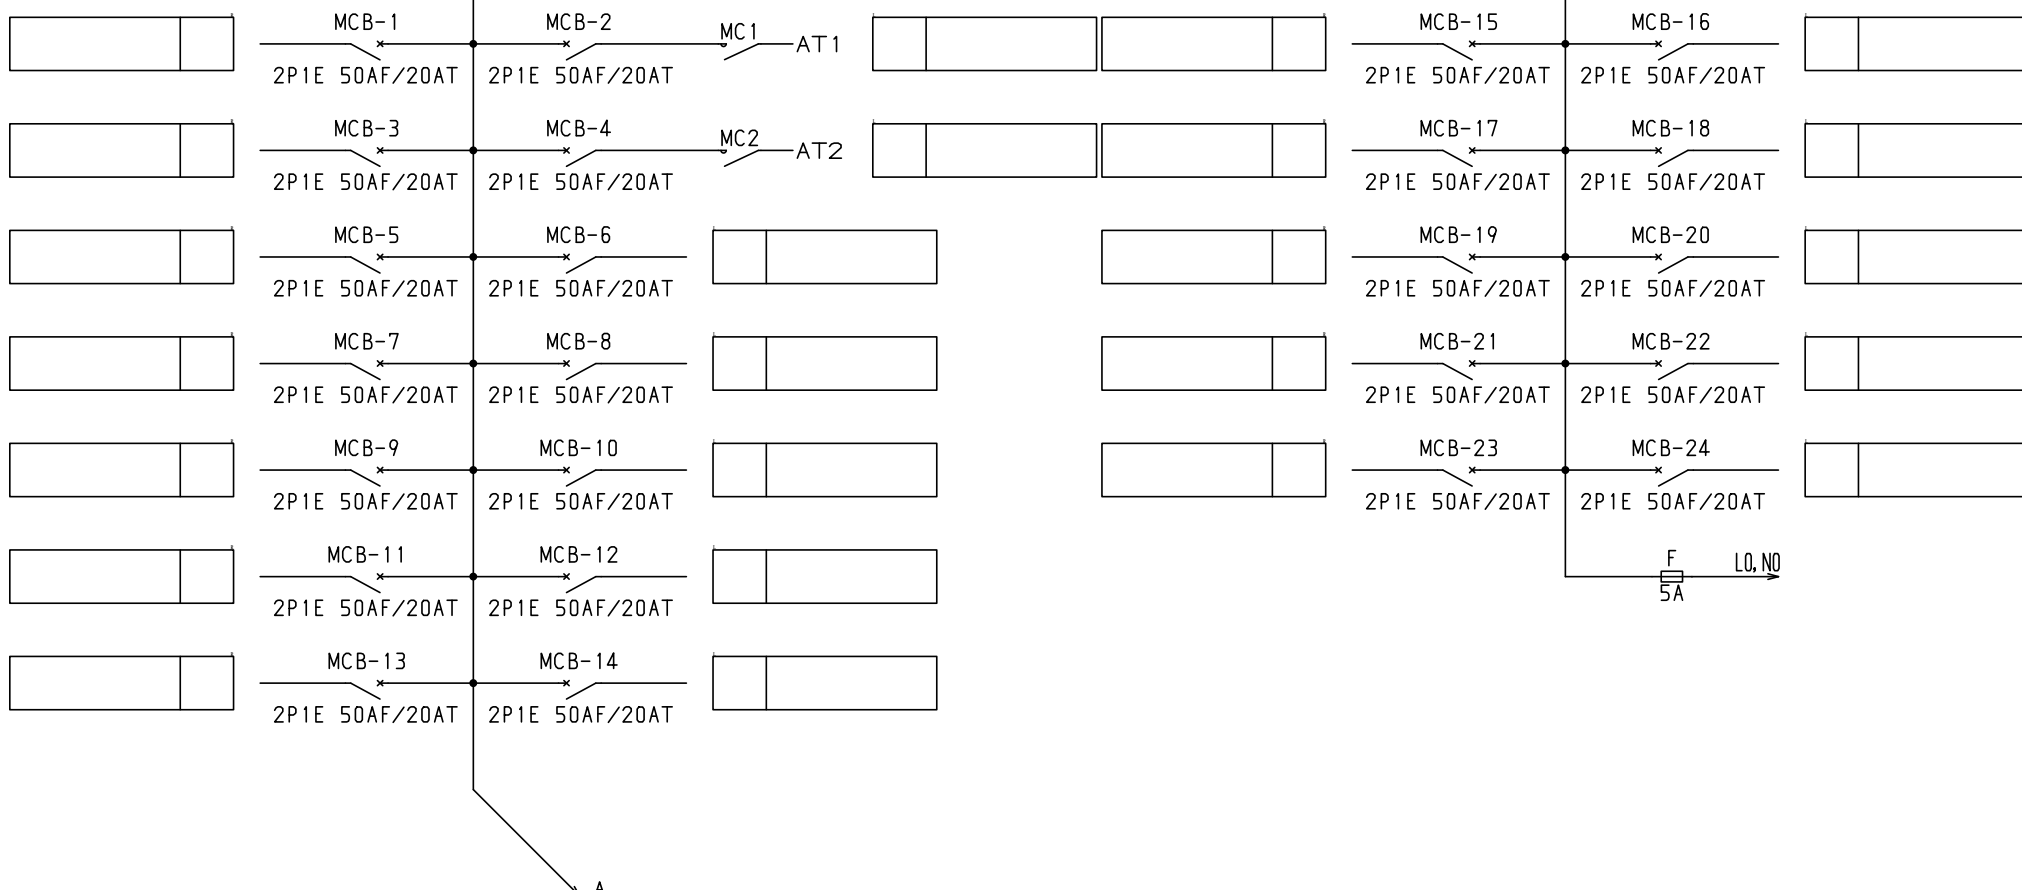 MCB-1 MCB-2 MC1 AT1 MCB-15 MCB-16
2P1E 50AF/20AT 2P1E 50AF/20AT 2P1E 50AF/20AT 2P1E 50AF/20AT
MCB-3 MCB-4 MC2 AT2 MCB-17 MCB-18
2P1E 50AF/20AT 2P1E 50AF/20AT 2P1E 50AF/20AT 2P1E 50AF/20AT
MCB-5 MCB-6 MCB-19 MCB-20
2P1E 50AF/20AT 2P1E 50AF/20AT 2P1E 50AF/20AT 2P1E 50AF/20AT
MCB-7 MCB-8 MCB-21 MCB-22
2P1E 50AF/20AT 2P1E 50AF/20AT 2P1E 50AF/20AT 2P1E 50AF/20AT
MCB-9 MCB-10 MCB-23 MCB-24
2P1E 50AF/20AT 2P1E 50AF/20AT 2P1E 50AF/20AT 2P1E 50AF/20AT
MCB-11 MCB-12 F L0,N0
2P1E 50AF/20AT 2P1E 50AF/20AT 5A
MCB-13 MCB-14
2P1E 50AF/20AT 2P1E 50AF/20AT